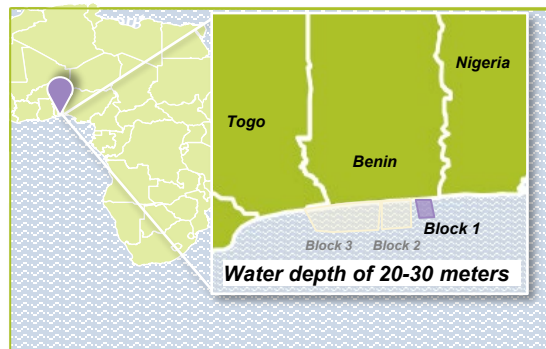 Nigeria
Togo
Benin
Block 1
Block 3
Block 2
Water depth of 20-30 meters